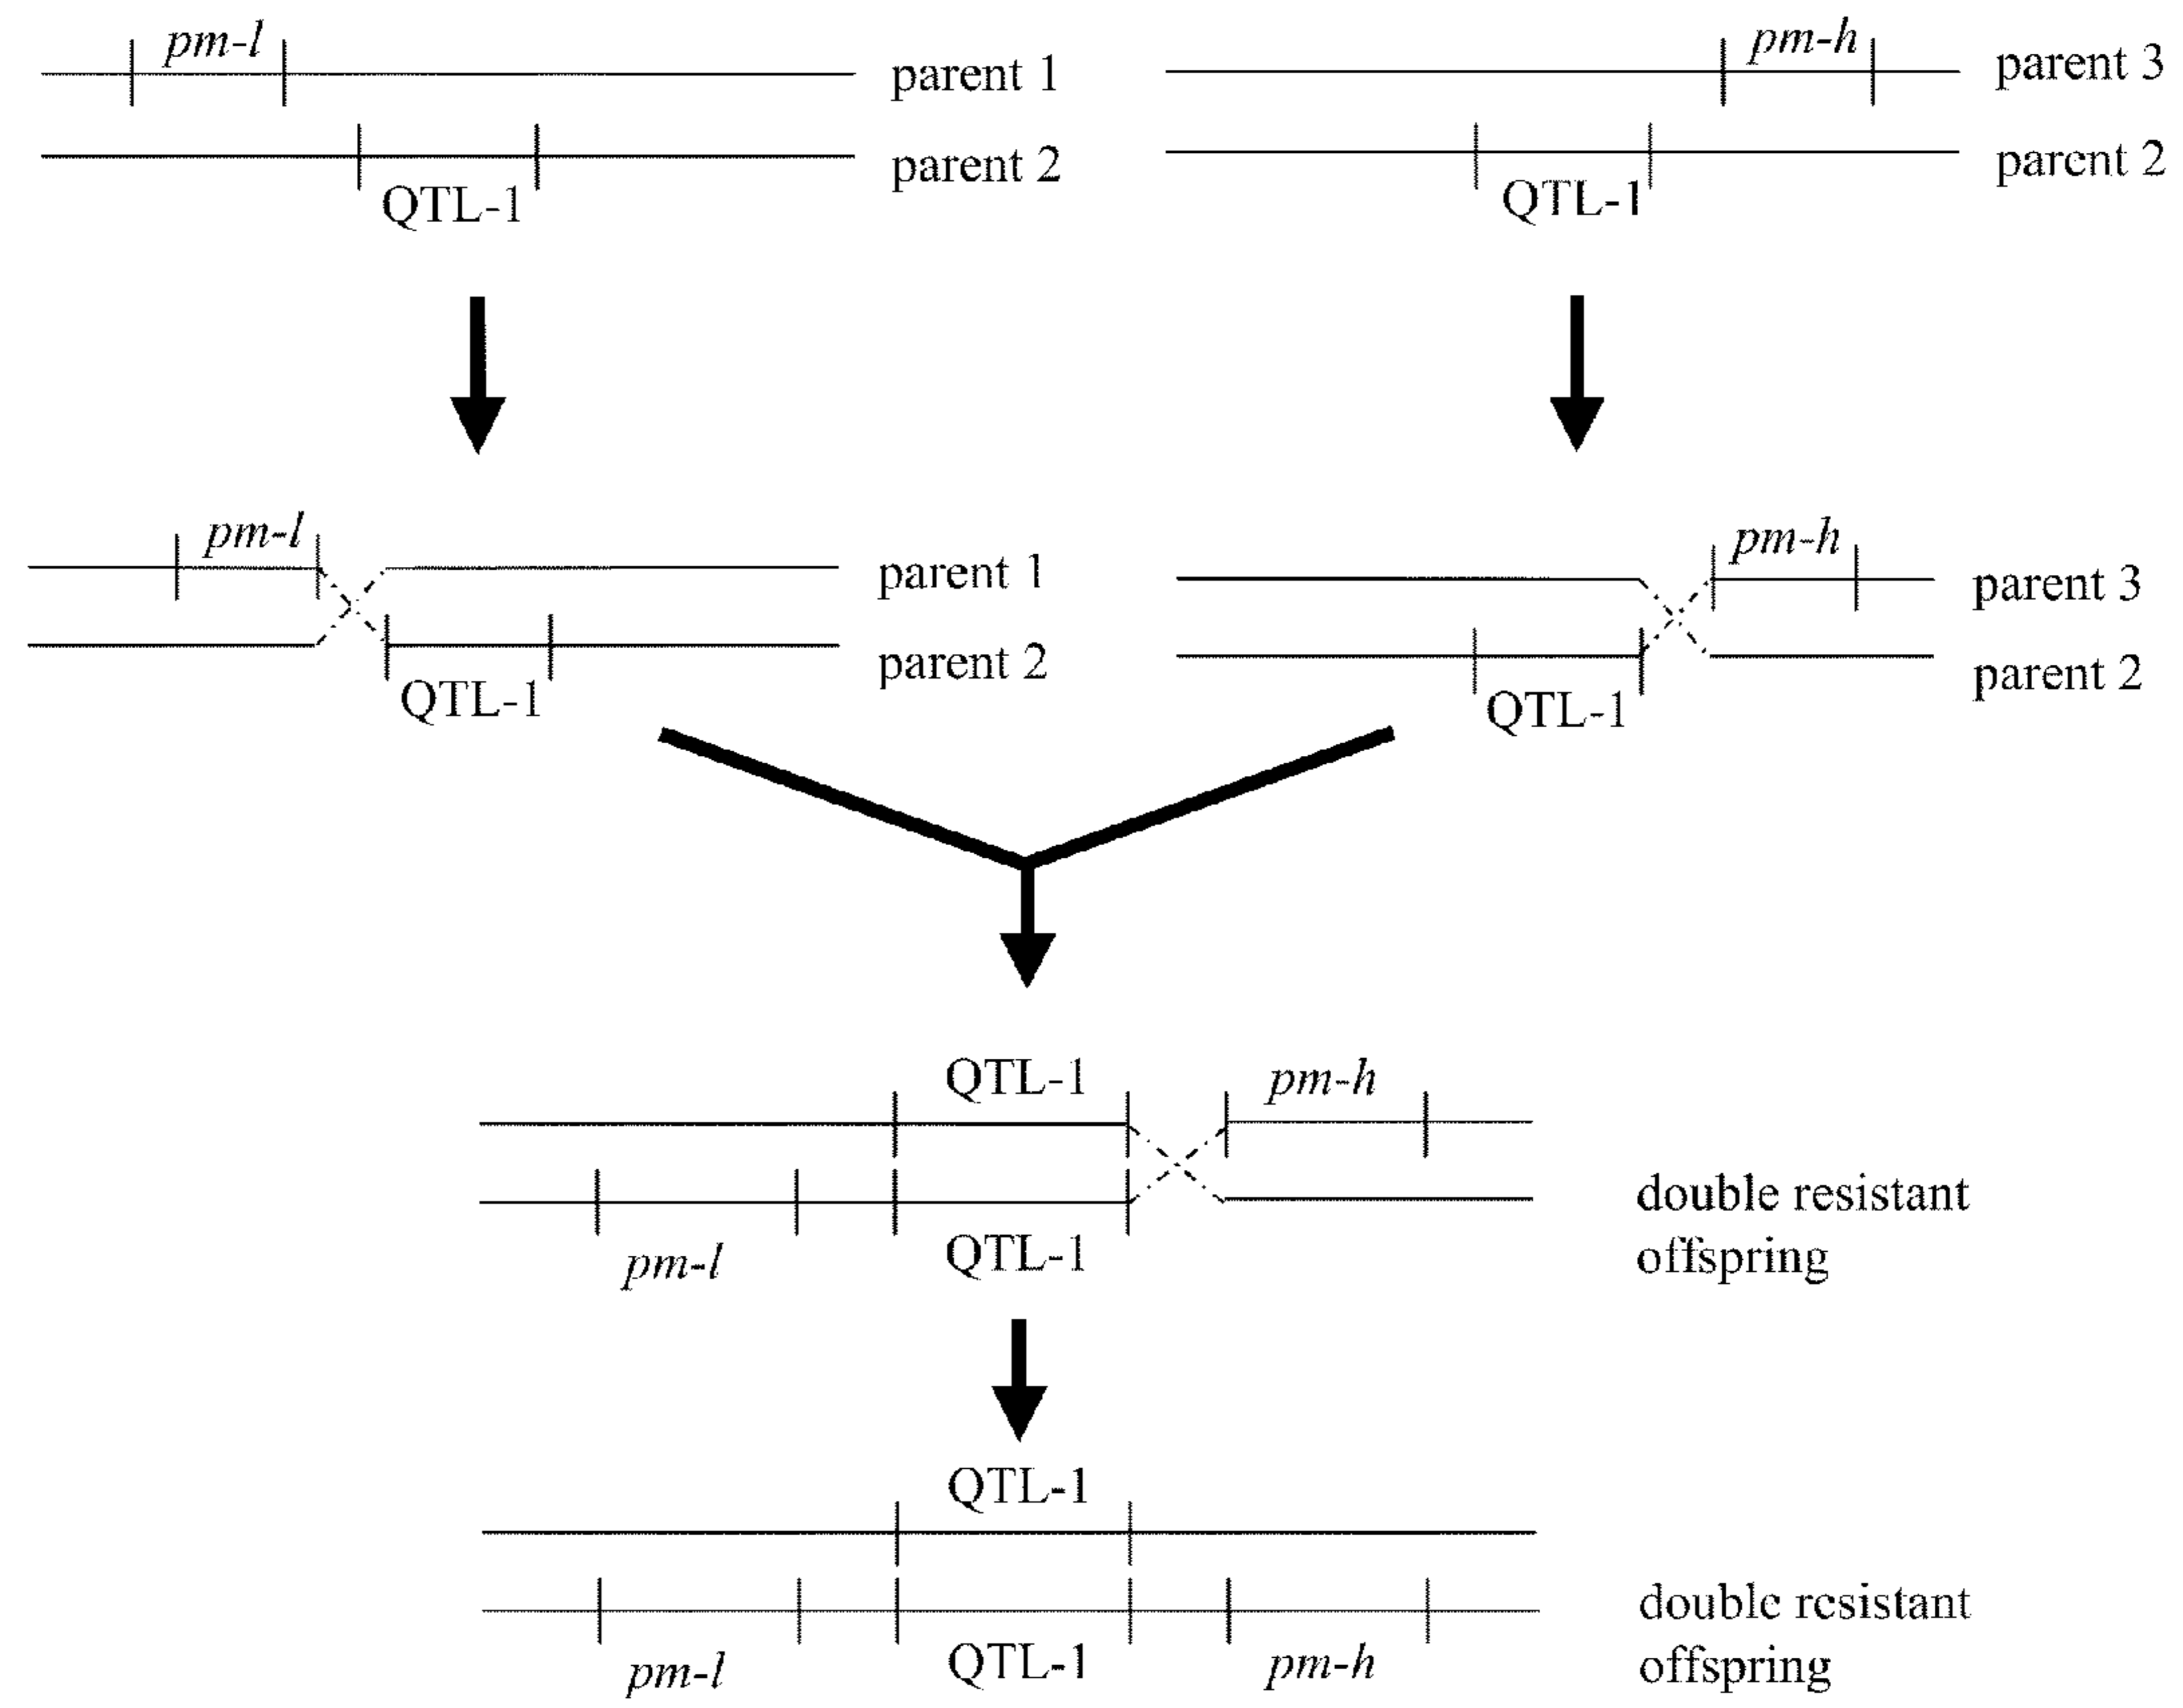 pm-l
parent 1
parent 2
QTL-1
pm-h
parent 3
parent 2
QTL-1
pm-l
parent 1
parent 2
QTL-1
pm-h
parent 3
parent 2
QTL-1
QTL-1
pm-h
double resistant
offspring
pm-l
QTL-1
QTL-1
double resistant
offspring
pm-l
QTL-1
pm-h